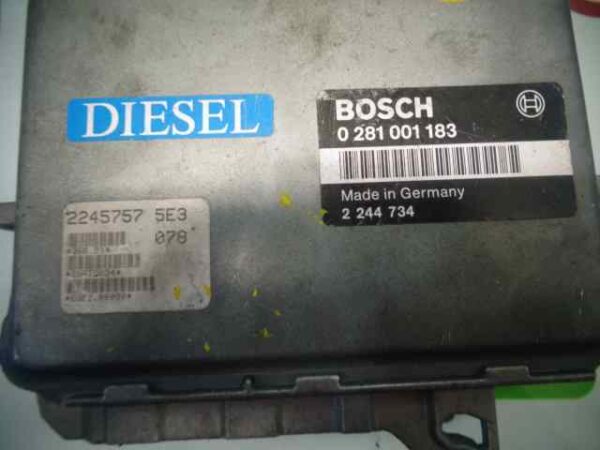 DIESEL
BOSCH
0 281 001 183
Made in Germany
2 244 734
2245757 5E3
078